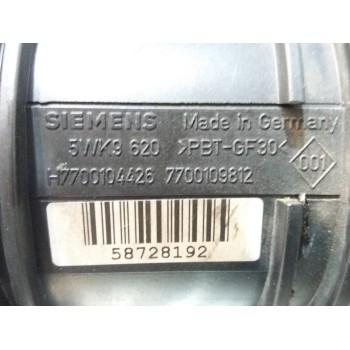 SIEMENS Made in Germany
5WK9 620 >PBT-GF30< 001
H7700104426 7700109812
58728192